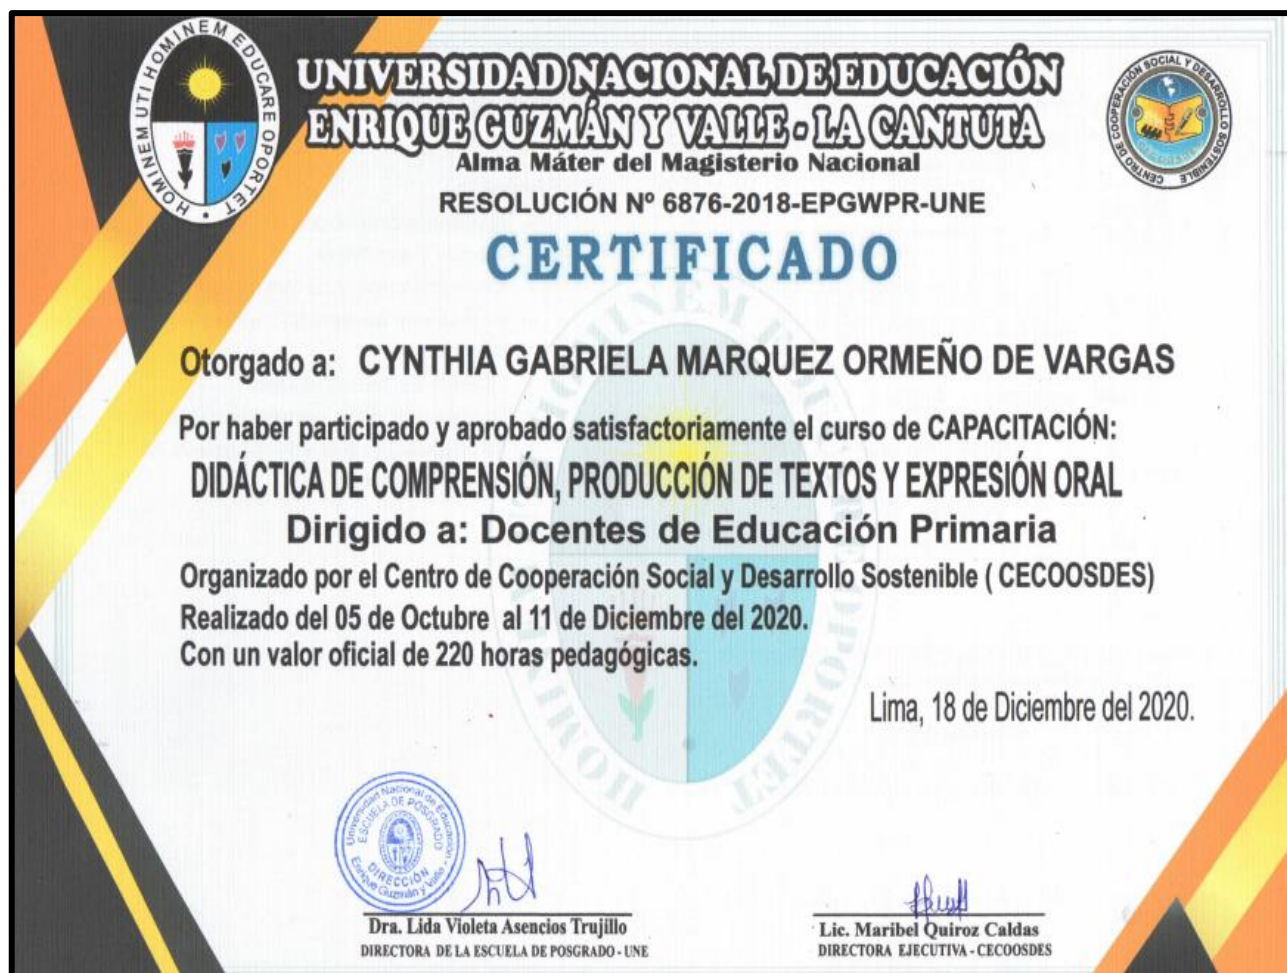 HOMINEM UTI HOMINEM EDUCARE OPORTET
UNIVERSIDAD NACIONAL DE EDUCACIÓN
ENRIQUE GUZMÁN Y VALLE - LA CANTUTA
Alma Máter del Magisterio Nacional
CENTRO DE COOPERACIÓN SOCIAL Y DESARROLLO SOSTENIBLE
RESOLUCIÓN Nº 6876-2018-EPGWPR-UNE
CERTIFICADO
Otorgado a: CYNTHIA GABRIELA MARQUEZ ORMEÑO DE VARGAS
Por haber participado y aprobado satisfactoriamente el curso de CAPACITACIÓN:
DIDÁCTICA DE COMPRENSIÓN, PRODUCCIÓN DE TEXTOS Y EXPRESIÓN ORAL
Dirigido a: Docentes de Educación Primaria
Organizado por el Centro de Cooperación Social y Desarrollo Sostenible ( CECOOSDES)
Realizado del 05 de Octubre al 11 de Diciembre del 2020.
Con un valor oficial de 220 horas pedagógicas.
Lima, 18 de Diciembre del 2020.
Universidad Nacional de Educación
ESCUELA DE POSGRADO
DIRECCIÓN
Enrique Guzmán y Valle
Dra. Lida Violeta Asencios Trujillo
DIRECTORA DE LA ESCUELA DE POSGRADO - UNE
Lic. Maribel Quiroz Caldas
DIRECTORA EJECUTIVA - CECOOSDES